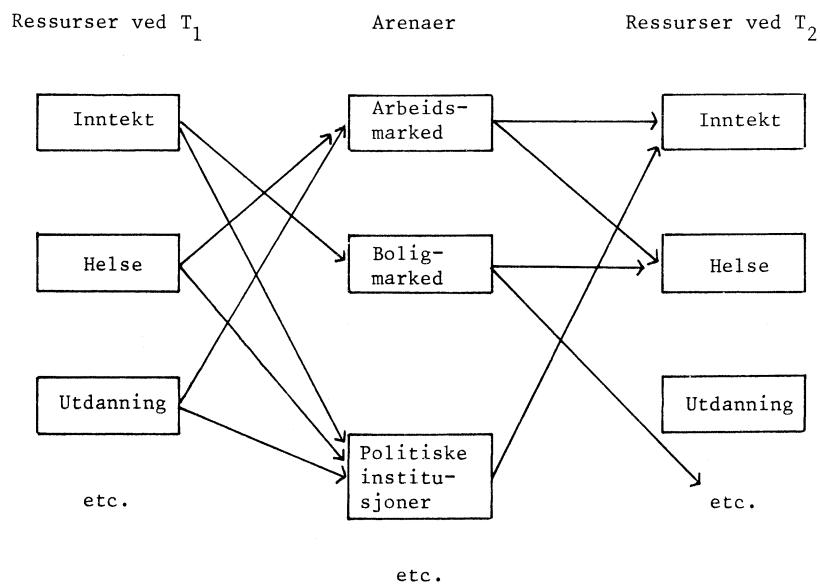 Ressurser ved T1
Arenaer
Ressurser ved T2
Inntekt
Arbeids-
marked
Inntekt
Helse
Bolig-
marked
Helse
Utdanning
Politiske
institu-
sjoner
Utdanning
etc.
etc.
etc.